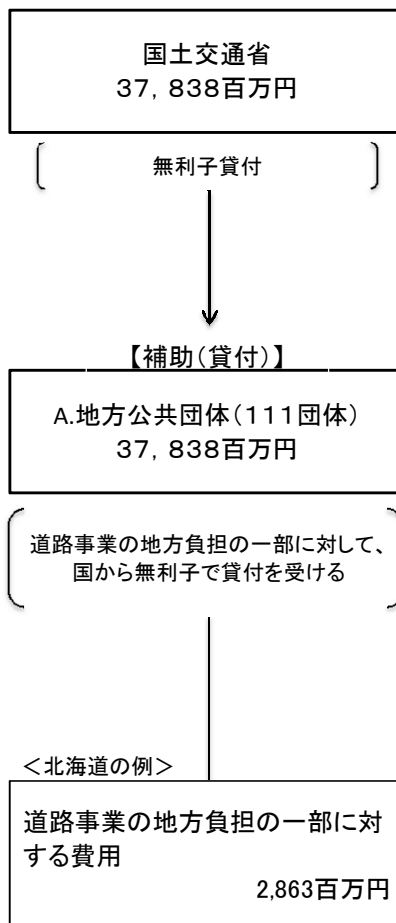 国土交通省
37，838百万円
無利子貸付
【補助(貸付)】
A.地方公共団体(111団体)
37，838百万円
道路事業の地方負担の一部に対して、
国から無利子で貸付を受ける
＜北海道の例＞
道路事業の地方負担の一部に対
する費用
2,863百万円